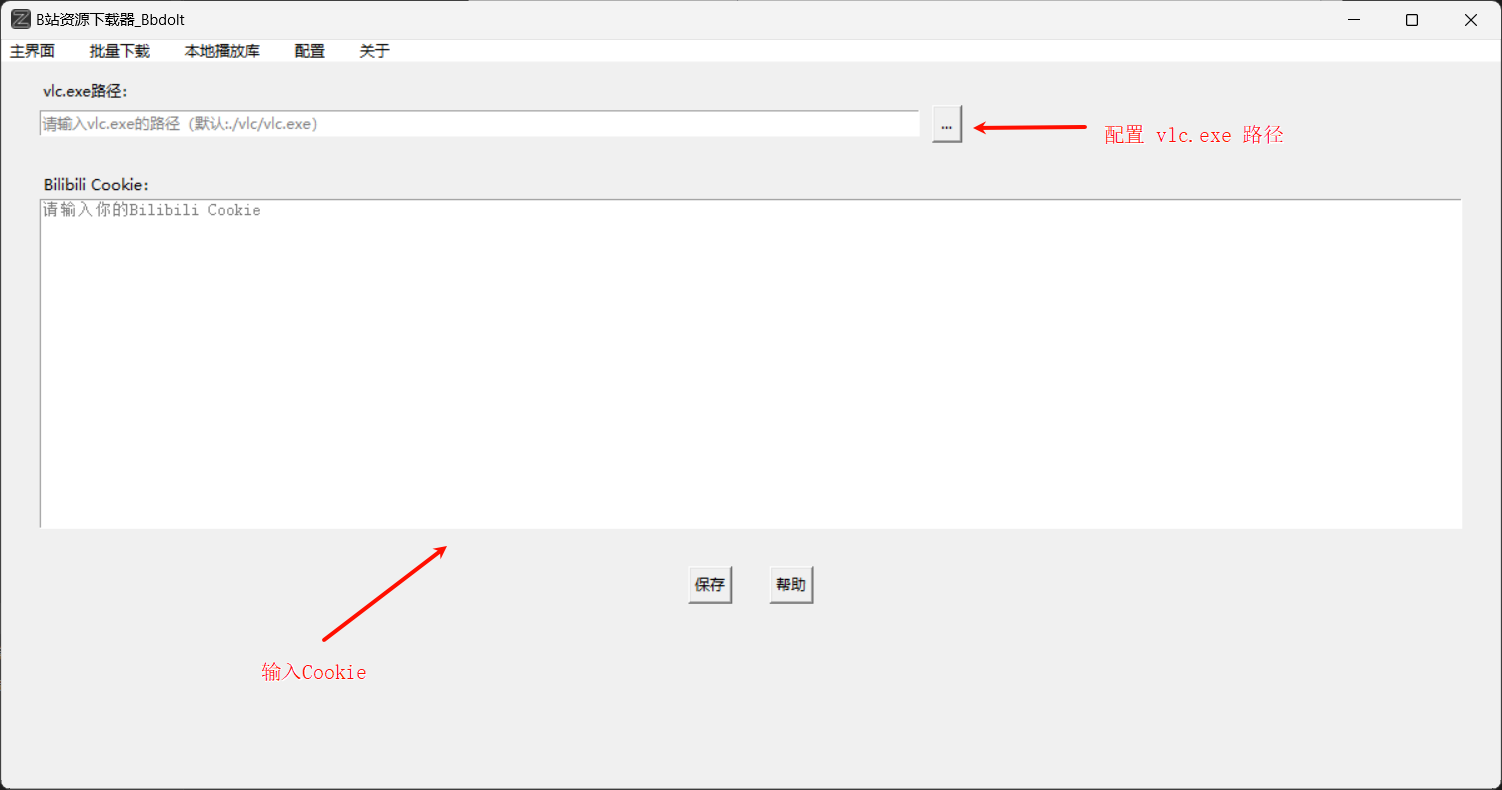 B站资源下载器_Bbdolt
主界面 批量下载 本地播放库 配置 关于
vlc.exe路径：
请输入vlc.exe的路径（默认:./vlc/vlc.exe）
...
配置 vlc.exe 路径
Bilibili Cookie：
请输入你的Bilibili Cookie
保存 帮助
输入Cookie